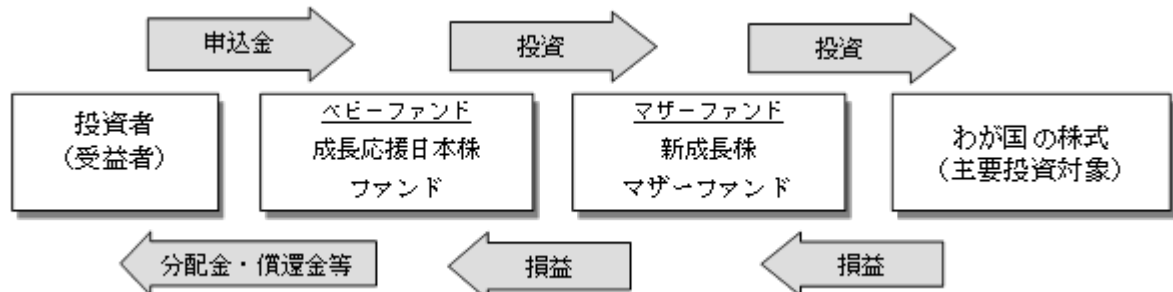 申込金
投資
投資
投資者
(受益者)
ベビーファンド
成長応援日本株
ファンド
マザーファンド
新成長株
マザーファンド
わが国の株式
(主要投資対象)
分配金・償還金等
損益
損益